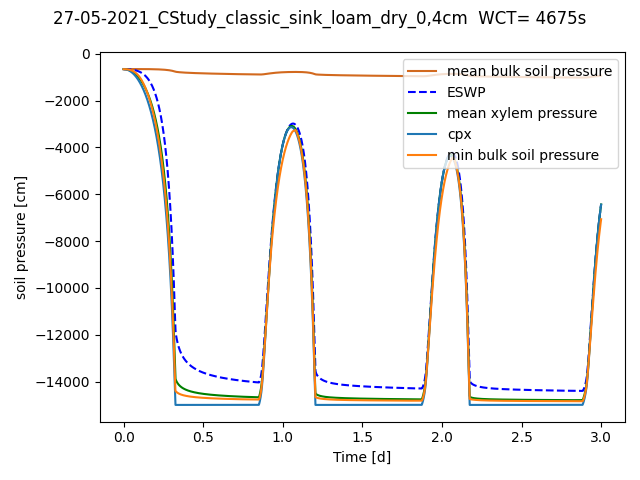 27-05-2021_CStudy_classic_sink_loam_dry_0,4cm  WCT= 4675s
0
−2000
−4000
−6000
−8000
−10000
−12000
−14000
soil pressure [cm]
mean bulk soil pressure
ESWP
mean xylem pressure
cpx
min bulk soil pressure
0.0 0.5 1.0 1.5 2.0 2.5 3.0
Time [d]